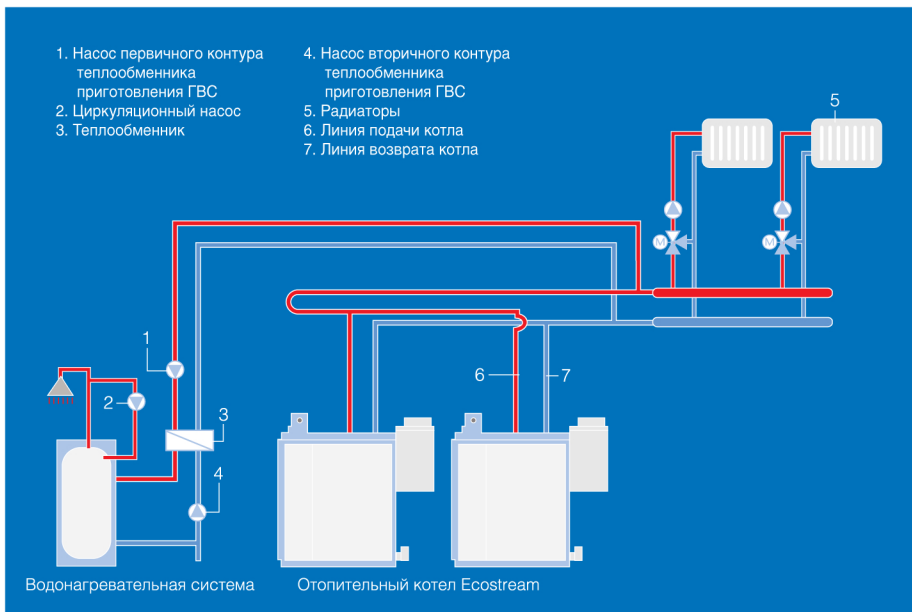 1. Насос первичного контура
теплообменника
приготовления ГВС
2. Циркуляционный насос
3. Теплообменник
4. Насос вторичного контура
теплообменника
приготовления ГВС
5. Радиаторы
6. Линия подачи котла
7. Линия возврата котла
5
M
M
1
6
7
2
3
4
Водонагревательная система
Отопительный котел Ecostream